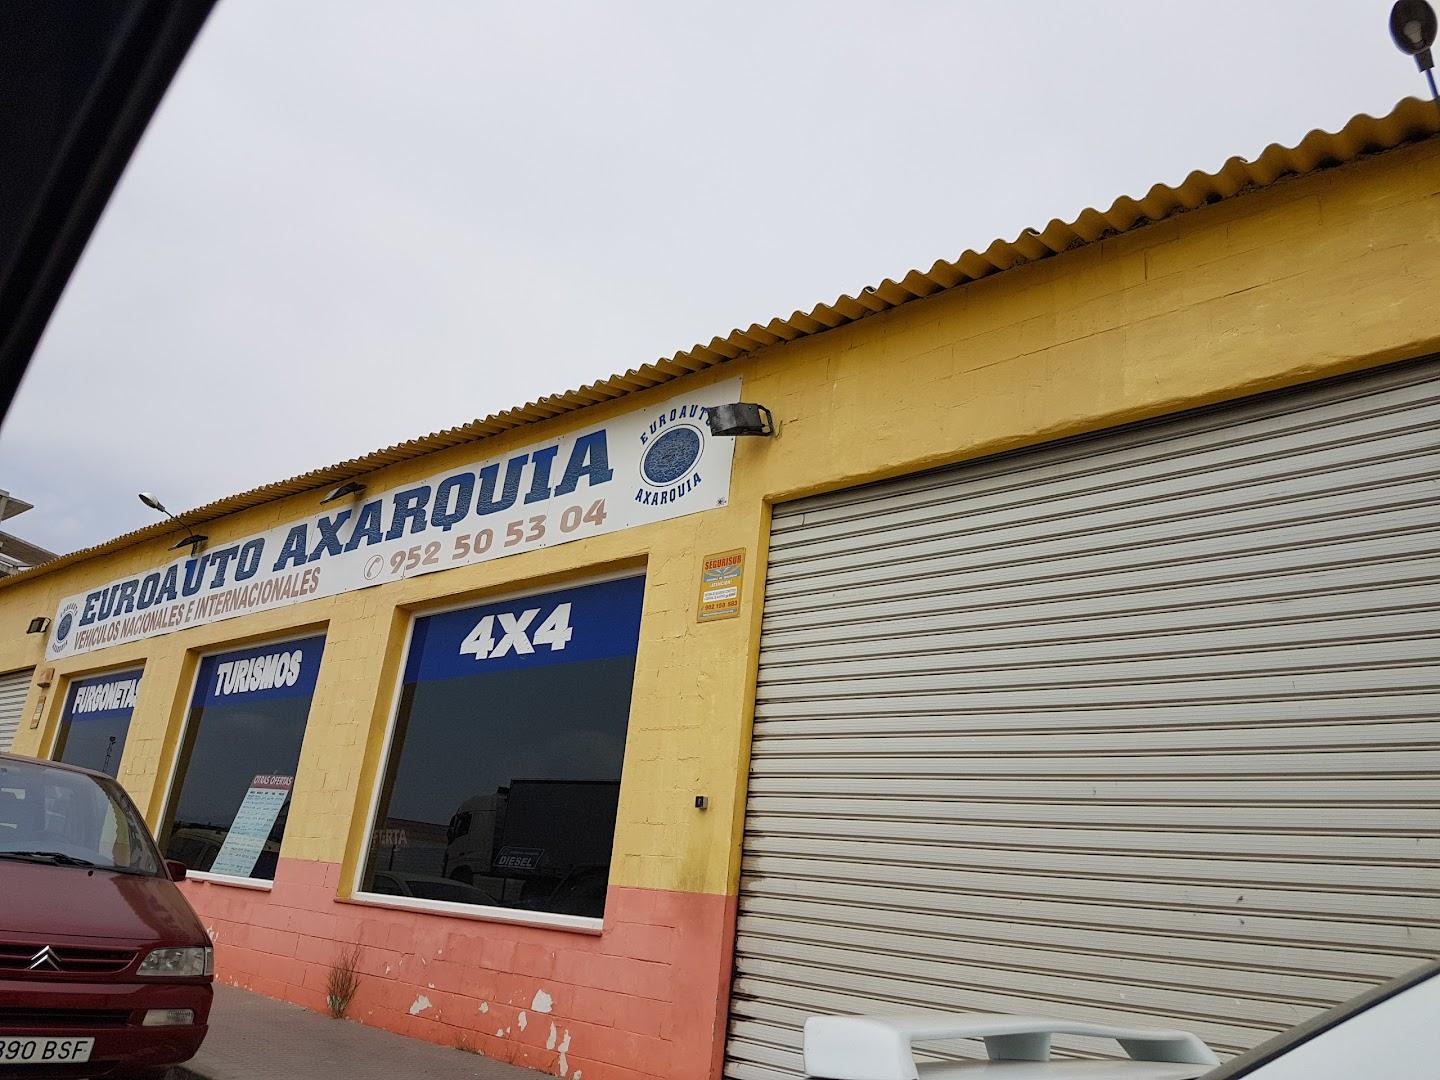 EUROAUTO AXARQUIA
VEHICULOS NACIONALES E INTERNACIONALES
952 50 53 04
EUROAUTO
AXARQUIA
SEGURISUR
FURGONETAS
TURISMOS
4X4
OTRAS OFERTAS
DIESEL
390 BSF